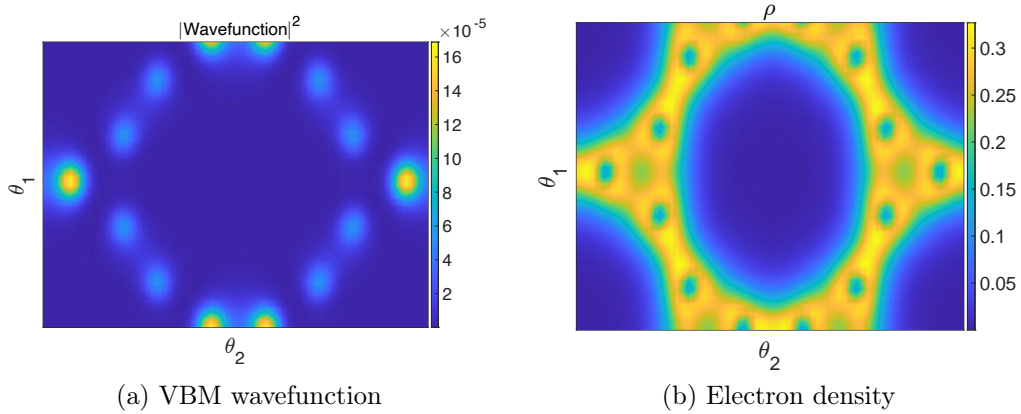 |Wavefunction|²
×10⁻⁵
16
14
12
10
8
6
4
2
θ₁
θ₂
(a) VBM wavefunction
ρ
0.3
0.25
0.2
0.15
0.1
0.05
θ₁
θ₂
(b) Electron density